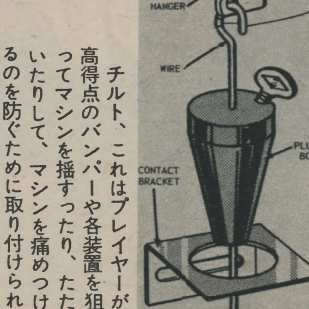 チルト、これはプレイヤーが
高得点のバンパーや各装置を狙
ってマシンを揺すったり、たた
いたりして、マシンを痛めつけ
るのを防ぐために取り付けられ
HANGER
WIRE
CONTACT
BRACKET